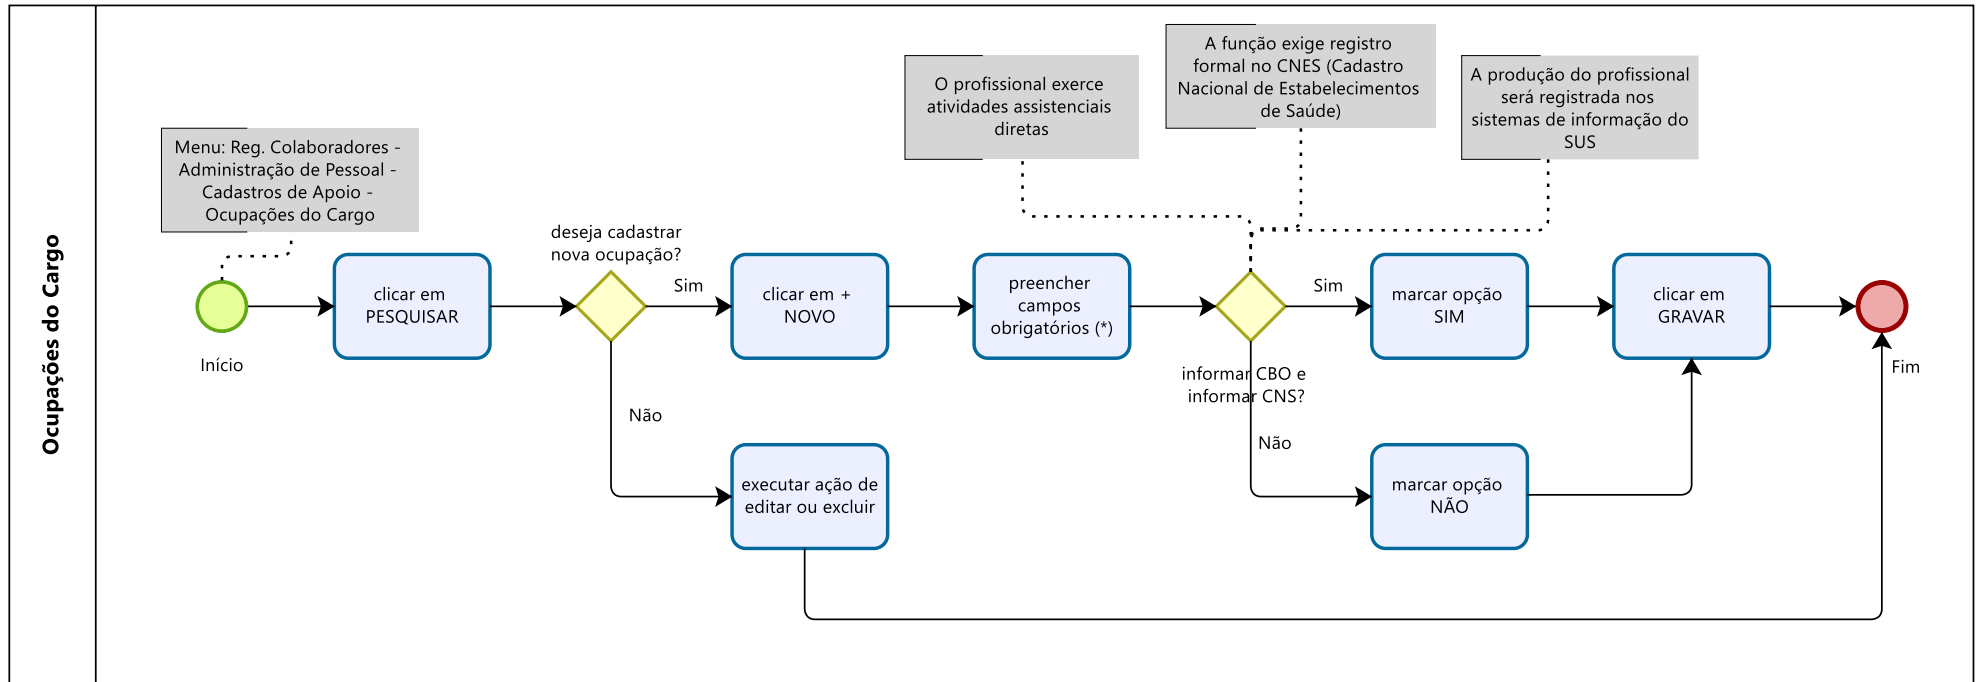 Ocupações do Cargo
Menu: Reg. Colaboradores -
Administração de Pessoal -
Cadastros de Apoio -
Ocupações do Cargo
Início
clicar em
PESQUISAR
deseja cadastrar
nova ocupação?
Sim
Não
clicar em +
NOVO
executar ação de
editar ou excluir
preencher
campos
obrigatórios (*)
O profissional exerce
atividades assistenciais
diretas
A função exige registro
formal no CNES (Cadastro
Nacional de Estabelecimentos
de Saúde)
A produção do profissional
será registrada nos
sistemas de informação do
SUS
informar CBO e
informar CNS?
Sim
Não
marcar opção
SIM
marcar opção
NÃO
clicar em
GRAVAR
Fim